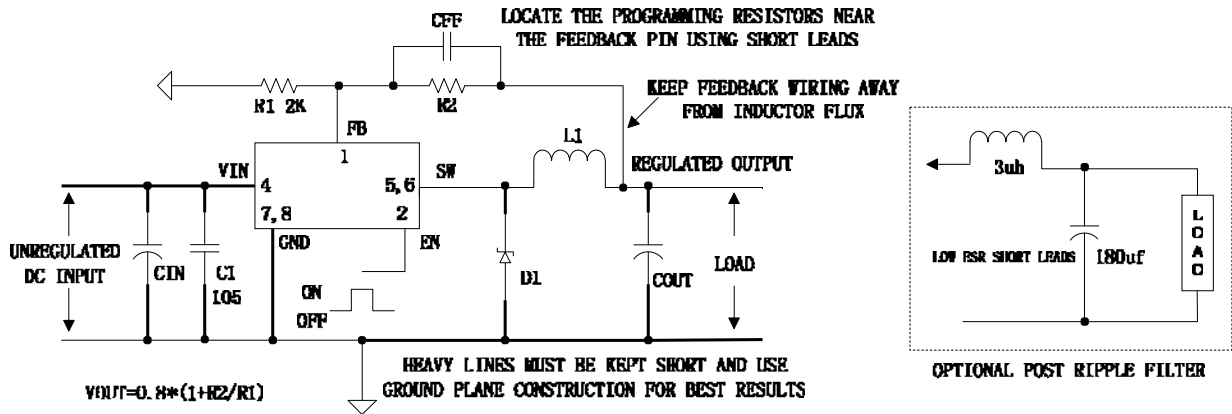 CFF
LOCATE THE PROGRAMMING RESISTORS NEAR
THE FEEDBACK PIN USING SHORT LEADS
R1 2K
R2
KEEP FEEDBACK WIRING AWAY
FROM INDUCTOR FLUX
FB
1
L1
VIN
4
5,6
SW
REGULATED OUTPUT
7,8
2
GND
EN
UNREGULATED
DC INPUT
CIN
C1
105
ON
OFF
D1
COUT
LOAD
HEAVY LINES MUST BE KEPT SHORT AND USE
GROUND PLANE CONSTRUCTION FOR BEST RESULTS
VOUT=0.8*(1+R2/R1)
3uh
LOW ESR SHORT LEADS
180uf
LOAD
OPTIONAL POST RIPPLE FILTER